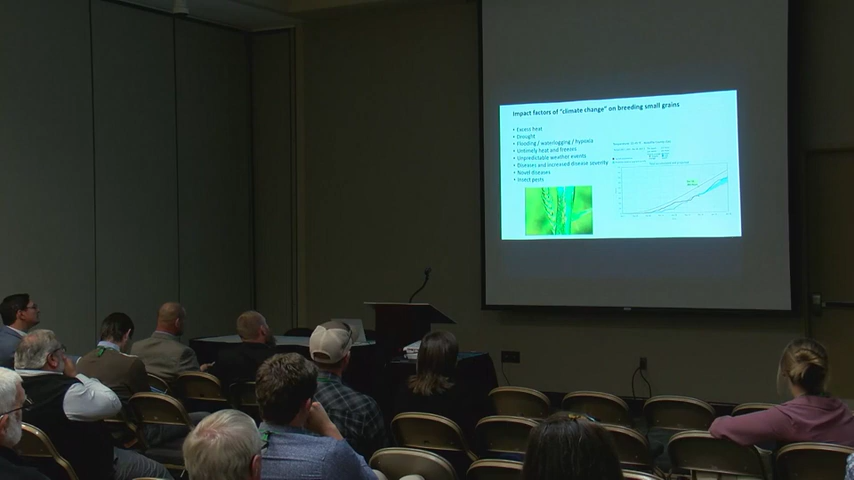 Impact factors of "climate change" on breeding small grains
• Excess heat
• Drought
• Flooding / waterlogging / hypoxia
• Untimely heat and freezes
• Unpredictable weather events
• Diseases and increased disease severity
• Novel diseases
• Insect pests